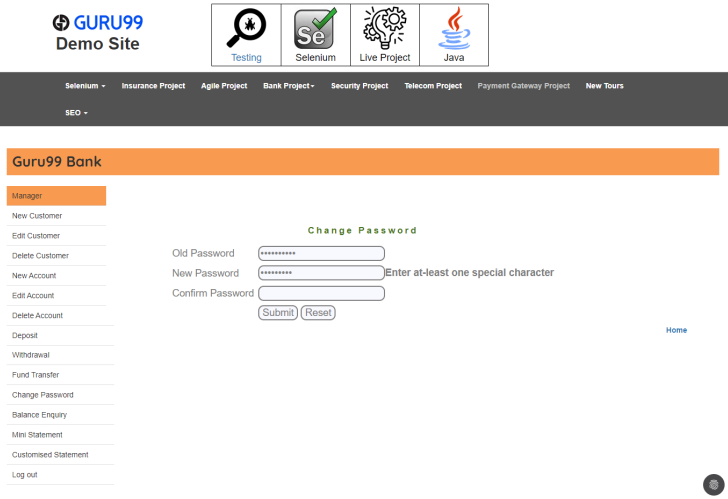 GURU99
Demo Site
Testing
Selenium
Live Project
Java
Selenium
Insurance Project
Agile Project
Bank Project
Security Project
Telecom Project
Payment Gateway Project
New Tours
SEO
Guru99 Bank
Manager
New Customer
Edit Customer
Delete Customer
New Account
Edit Account
Delete Account
Deposit
Withdrawal
Fund Transfer
Change Password
Balance Enquiry
Mini Statement
Customised Statement
Log out
Change Password
Old Password ••••••••••
New Password ••••••••• Enter at-least one special character
Confirm Password
Submit Reset
Home